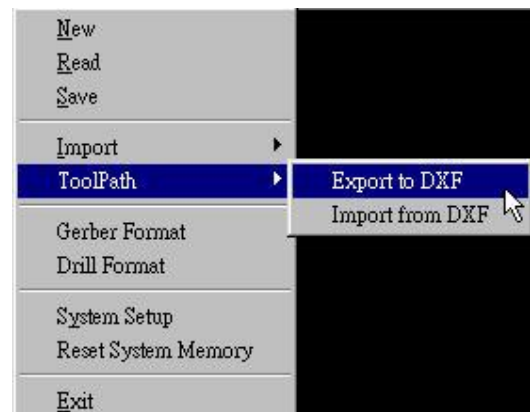 New
Read
Save
Import
ToolPath
Export to DXF
Import from DXF
Gerber Format
Drill Format
System Setup
Reset System Memory
Exit